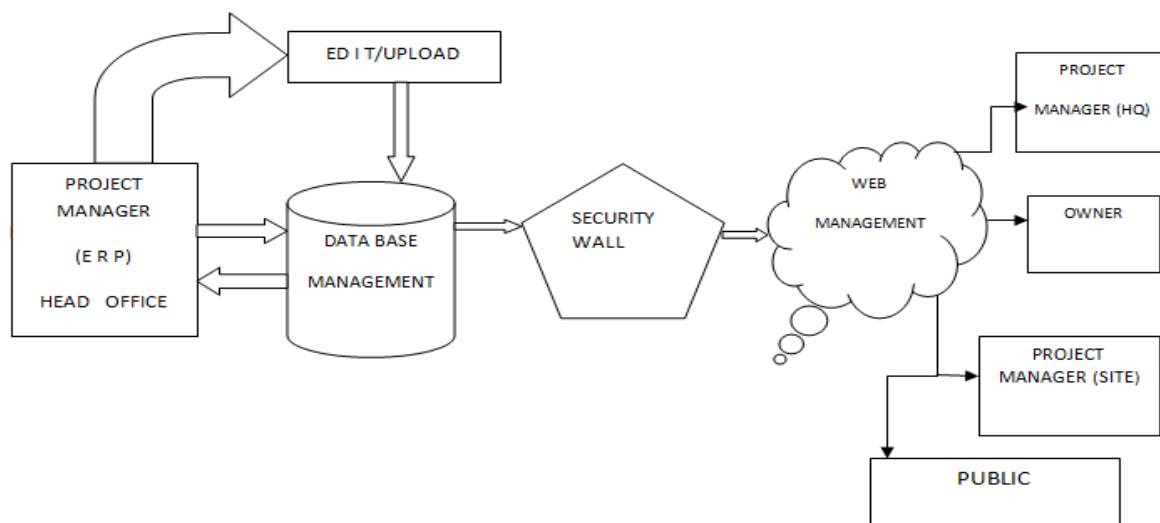 ED I T/UPLOAD
PROJECT
MANAGER
(E R P)
HEAD OFFICE
DATA BASE
MANAGEMENT
SECURITY
WALL
WEB
MANAGEMENT
PROJECT
MANAGER (HQ)
OWNER
PROJECT
MANAGER (SITE)
PUBLIC